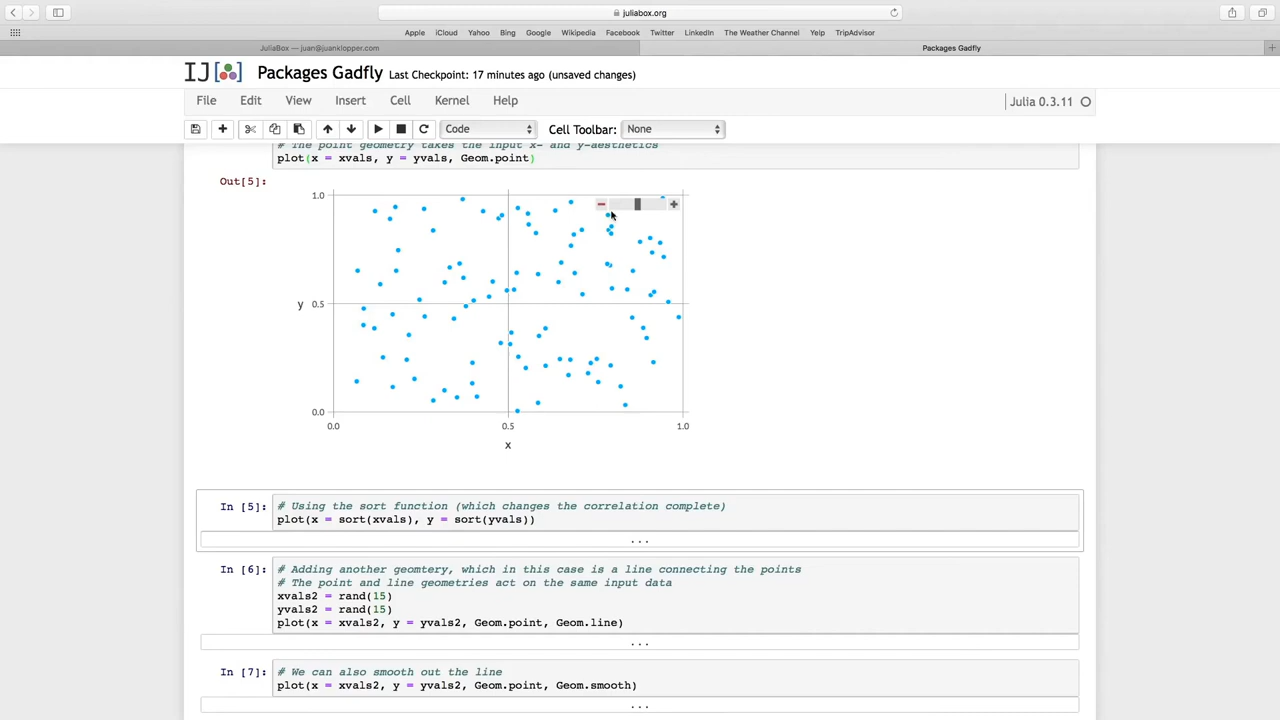 juliabox.org
Apple iCloud Yahoo Bing Google Wikipedia Facebook Twitter LinkedIn The Weather Channel Yelp TripAdvisor
JuliaBox — juan@juanklopper.com
Packages Gadfly
IJ Packages Gadfly Last Checkpoint: 17 minutes ago (unsaved changes)
File Edit View Insert Cell Kernel Help
Julia 0.3.11
Code Cell Toolbar: None
# The point geometry takes the input x- and y-aesthetics
plot(x = xvals, y = yvals, Geom.point)
Out[5]:
1.0
y 0.5
0.0
0.0 0.5 1.0
x
In [5]: # Using the sort function (which changes the correlation complete)
plot(x = sort(xvals), y = sort(yvals))
...
In [6]: # Adding another geomtery, which in this case is a line connecting the points
# The point and line geometries act on the same input data
xvals2 = rand(15)
yvals2 = rand(15)
plot(x = xvals2, y = yvals2, Geom.point, Geom.line)
...
In [7]: # We can also smooth out the line
plot(x = xvals2, y = yvals2, Geom.point, Geom.smooth)
...